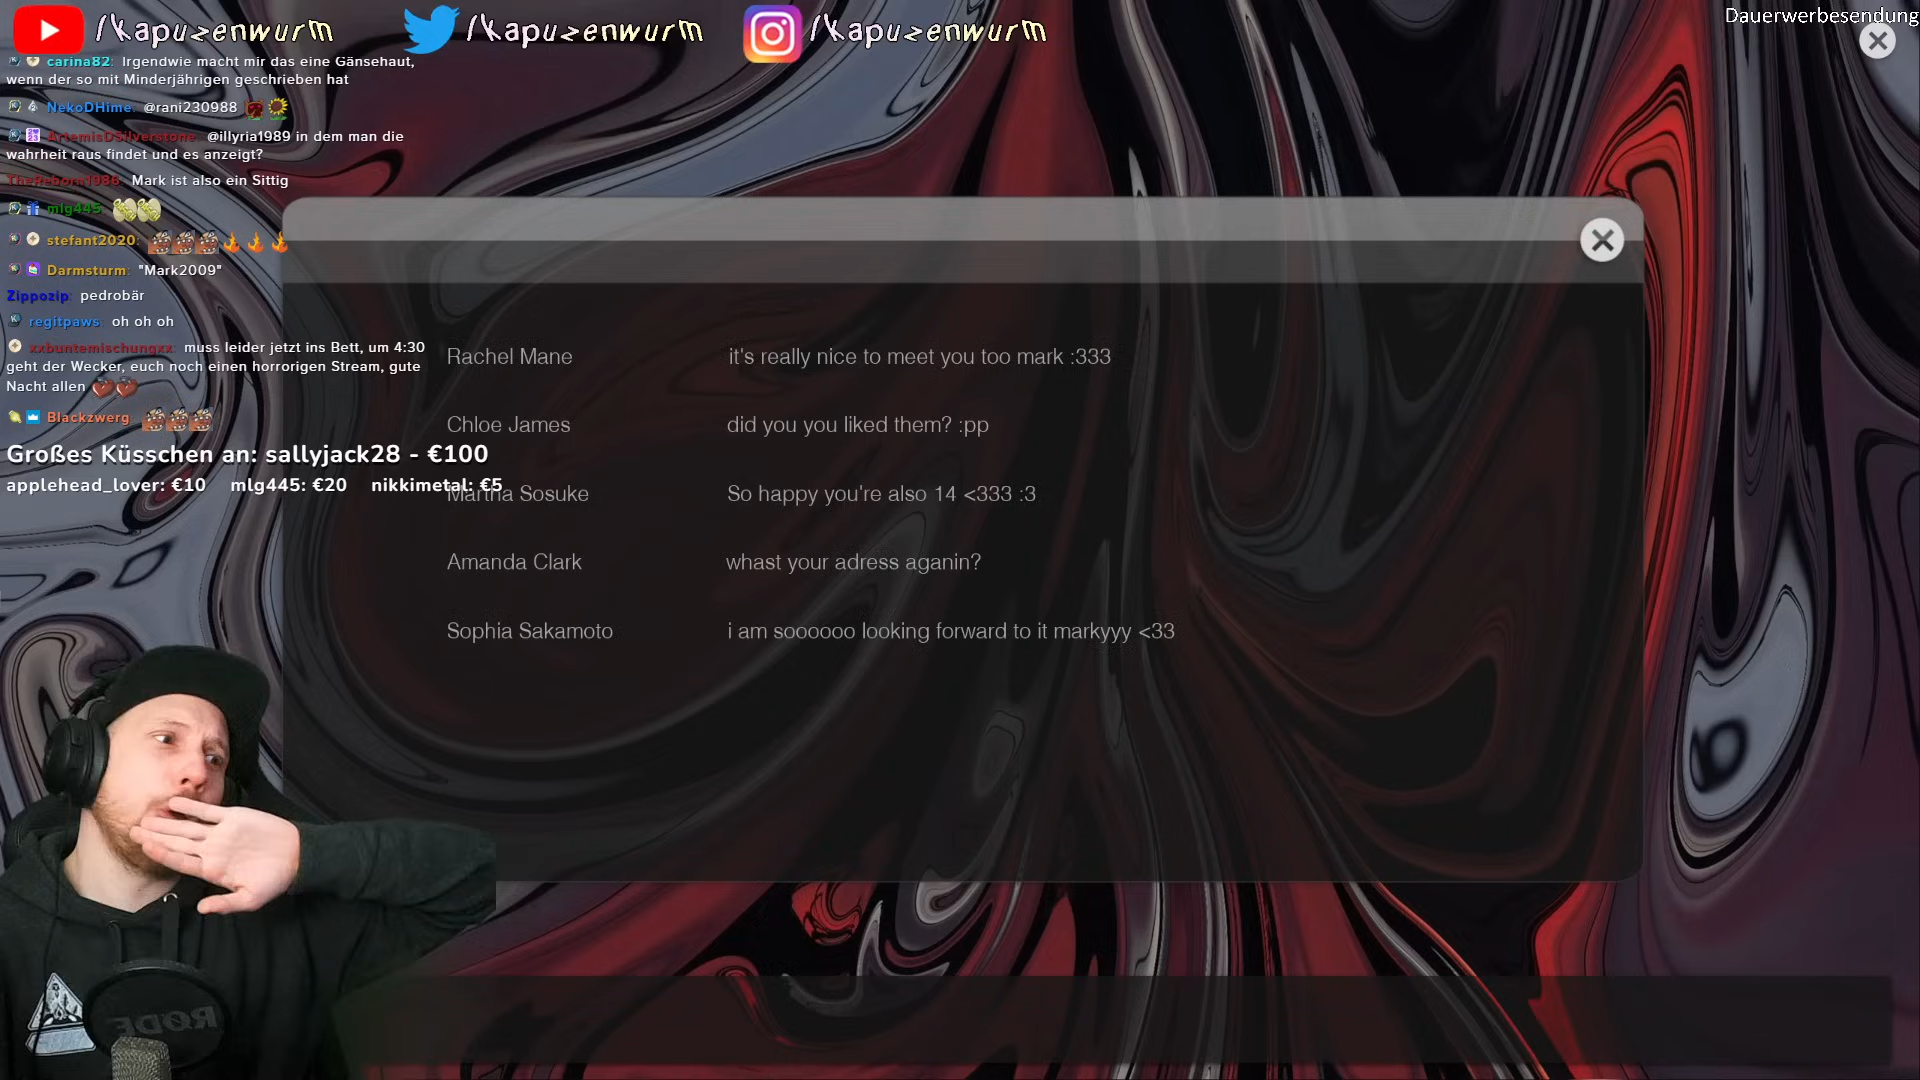 /kapuzenwurm /kapuzenwurm /kapuzenwurm
Dauerwerbesendung
carina82: Irgendwie macht mir das eine Gänsehaut,
wenn der so mit Minderjährigen geschrieben hat
NekoDHime: @rani230988
ArtemisDSilverstone: @illyria1989 in dem man die
wahrheit raus findet und es anzeigt?
TheReborn1986: Mark ist also ein Sittig
mlg445:
stefant2020:
Darmsturm: "Mark2009"
Zippozip: pedrobär
regitpaws: oh oh oh
xxbuntemischungxx: muss leider jetzt ins Bett, um 4:30
geht der Wecker, euch noch einen horrorigen Stream, gute
Nacht allen
Blackzwerg:
Großes Küsschen an: sallyjack28 - €100
applehead_lover: €10 mlg445: €20 nikkimetal: €5
Rachel Mane it's really nice to meet you too mark :333
Chloe James did you you liked them? :pp
Martha Sosuke So happy you're also 14 <333 :3
Amanda Clark whast your adress aganin?
Sophia Sakamoto i am soooooo looking forward to it markyyy <33
RØDE